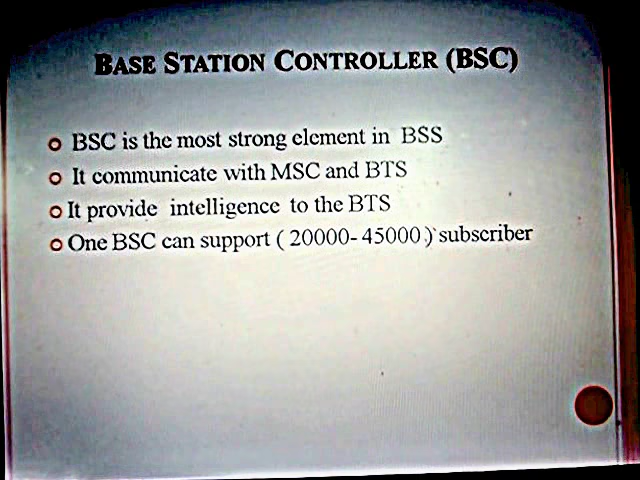 BASE STATION CONTROLLER (BSC)
BSC is the most strong element in BSS
It communicate with MSC and BTS
It provide intelligence to the BTS
One BSC can support ( 20000- 45000 ) subscriber